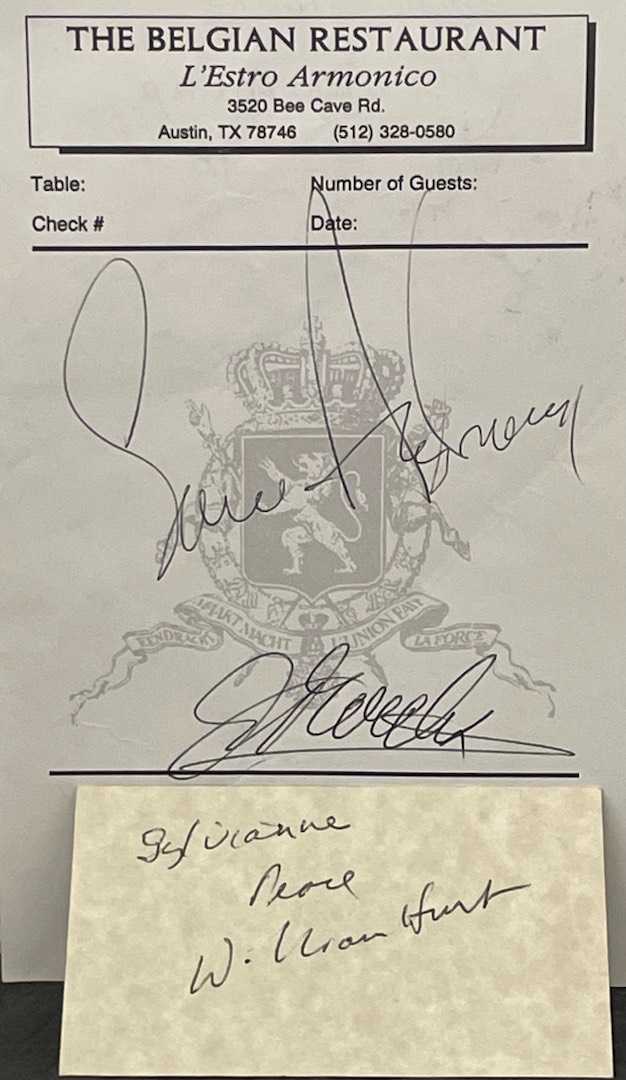 THE BELGIAN RESTAURANT
L'Estro Armonico
3520 Bee Cave Rd.
Austin, TX 78746 (512) 328-0580
Table: Number of Guests:
Check # Date:
EENDRACHT MAAKT MACHT L'UNION FAIT LA FORCE
Sylvianne
Peace
William Hurt